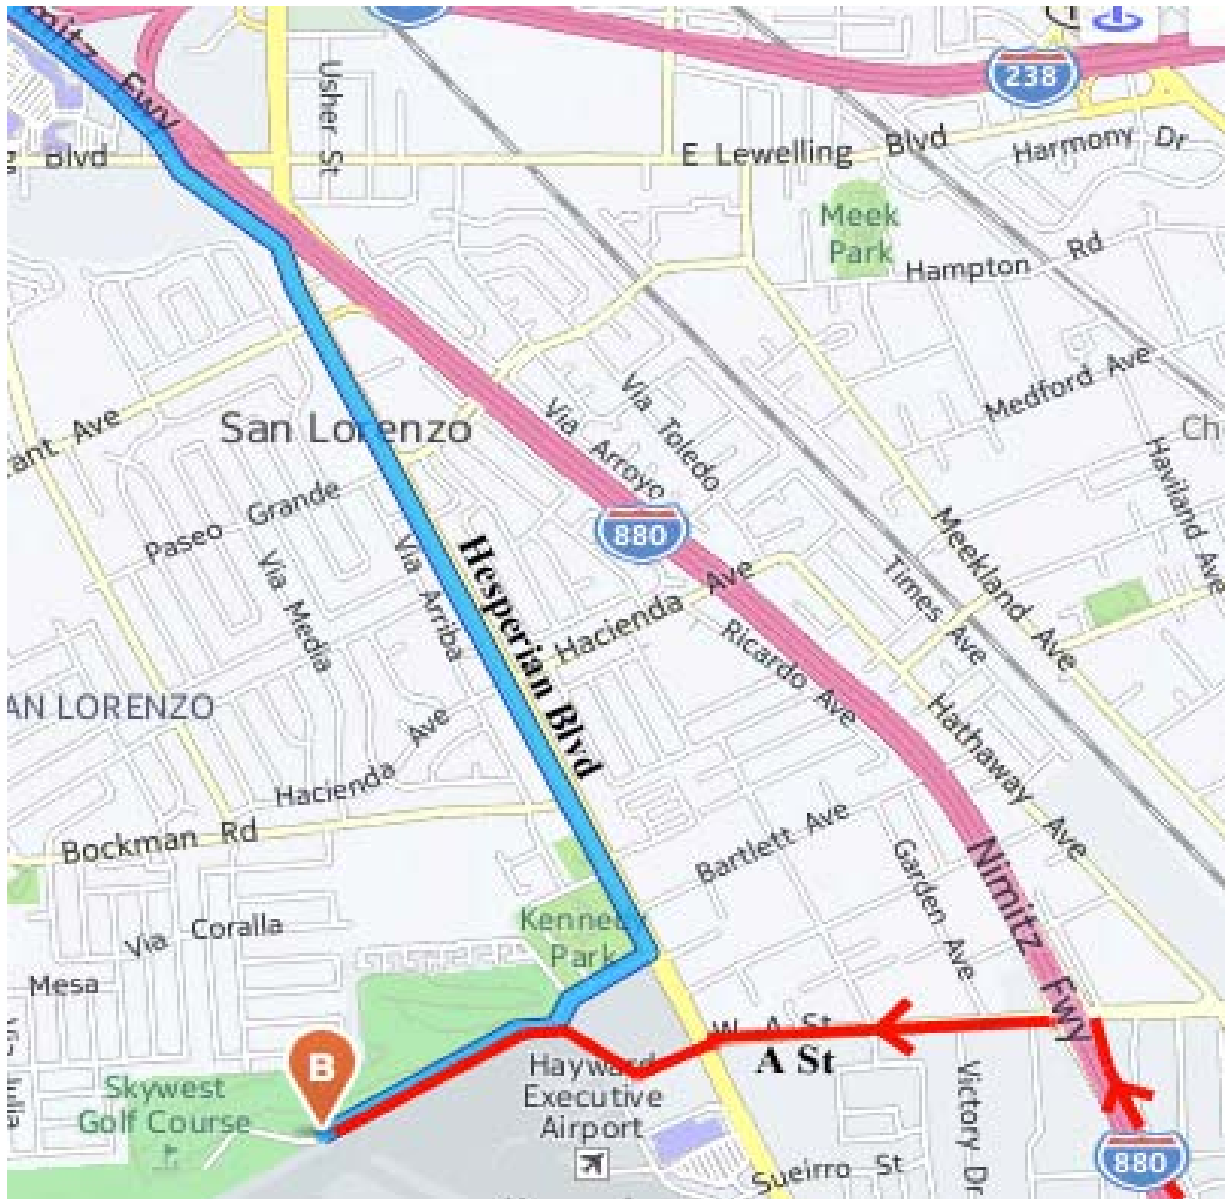 mitz Fwy
Usher St
238
Blvd
E Lewelling Blvd
Harmony Dr
Meek
Park
Hampton Rd
Medford Ave
San Lorenzo
ant Ave
Via Arroyo
Via Toledo
Ch
Haviland Ave
Paseo Grande
880
Via Media
Via Arriba
Hesperian Blvd
Hacienda Ave
Meekland Ave
Times Ave
Ricardo Ave
AN LORENZO
Hathaway Ave
Hacienda Ave
Bockman Rd
Bartlett Ave
Garden Ave
Nimitz Fwy
Via Coralla
Kennedy
Park
Mesa
W A St
A St
B
Hayward
Executive
Airport
Skywest
Golf Course
Victory Dr
880
Sueirro St